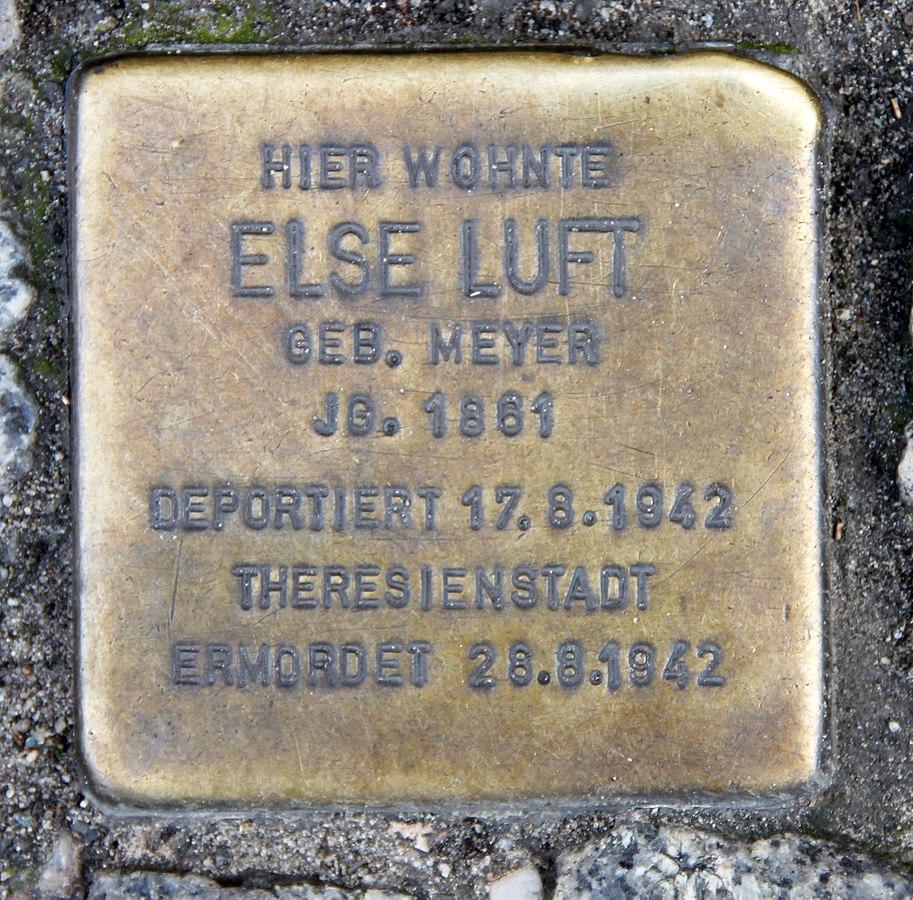 HIER WOHNTE
ELSE LUFT
GEB. MEYER
JG. 1861
DEPORTIERT 17.8.1942
THERESIENSTADT
ERMORDET 28.8.1942